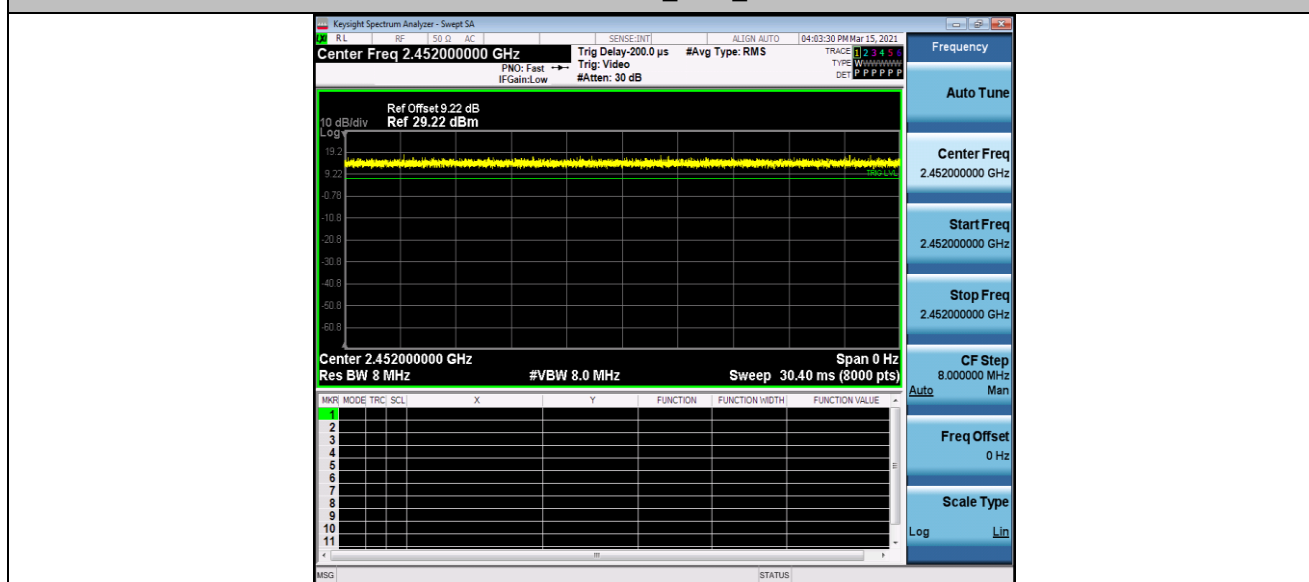 Keysight Spectrum Analyzer - Swept SA
RL RF 50 Ω AC SENSE:INT ALIGN AUTO 04:03:30 PM Mar 15, 2021
Center Freq 2.452000000 GHz
PNO: Fast
IFGain:Low
Trig Delay-200.0 µs
Trig: Video
#Atten: 30 dB
#Avg Type: RMS
TRACE 1 2 3 4 5 6
TYPE WWWWWW
DET P P P P P P
Ref Offset 9.22 dB
10 dB/div Ref 29.22 dBm
Log
19.2
9.22
TRIG LVL
-0.78
-10.8
-20.8
-30.8
-40.8
-50.8
-60.8
Center 2.452000000 GHz Span 0 Hz
Res BW 8 MHz #VBW 8.0 MHz Sweep 30.40 ms (8000 pts)
MKR MODE TRC SCL X Y FUNCTION FUNCTION WIDTH FUNCTION VALUE
1
2
3
4
5
6
7
8
9
10
11
MSG STATUS
Frequency
Auto Tune
Center Freq
2.452000000 GHz
Start Freq
2.452000000 GHz
Stop Freq
2.452000000 GHz
CF Step
8.000000 MHz
Auto Man
Freq Offset
0 Hz
Scale Type
Log Lin